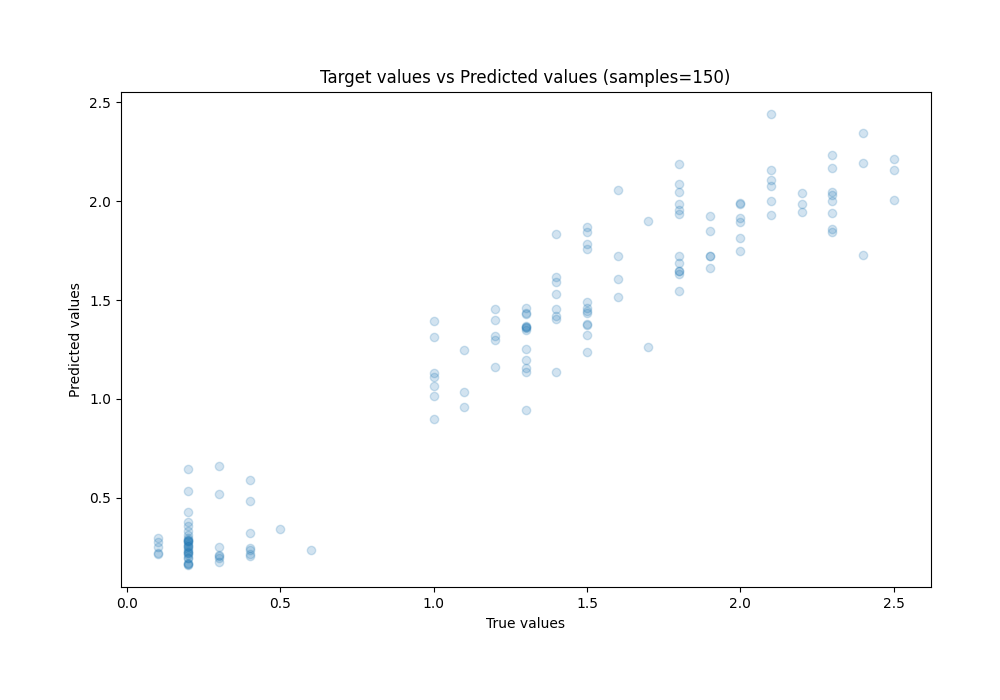 Target values vs Predicted values (samples=150)
2.5
2.0
1.5
1.0
0.5
Predicted values
0.0 0.5 1.0 1.5 2.0 2.5
True values